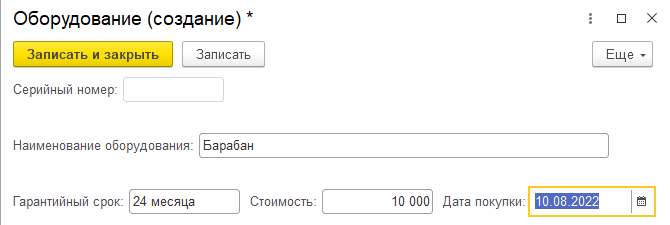 Оборудование (создание) *
Записать и закрыть Записать Еще
Серийный номер:
Наименование оборудования: Барабан
Гарантийный срок: 24 месяца Стоимость: 10 000 Дата покупки: 10.08.2022